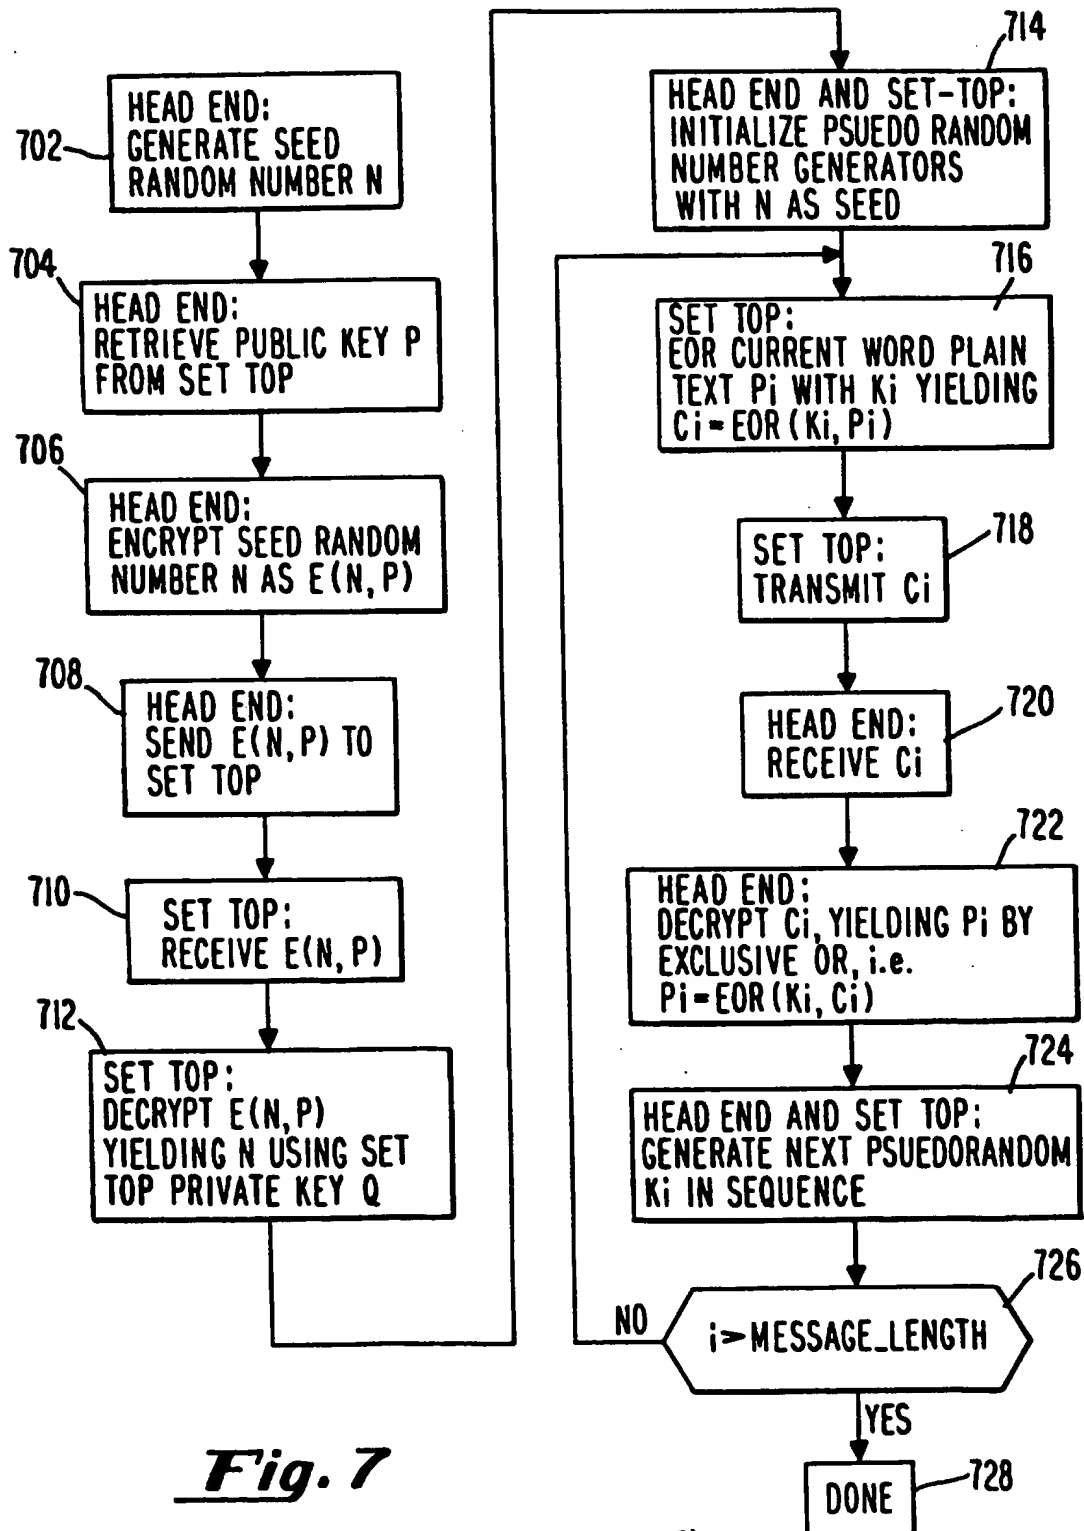 702
HEAD END:
GENERATE SEED
RANDOM NUMBER N
704
HEAD END:
RETRIEVE PUBLIC KEY P
FROM SET TOP
706
HEAD END:
ENCRYPT SEED RANDOM
NUMBER N AS E(N,P)
708
HEAD END:
SEND E(N,P) TO
SET TOP
710
SET TOP:
RECEIVE E(N,P)
712
SET TOP:
DECRYPT E(N,P)
YIELDING N USING SET
TOP PRIVATE KEY Q
714
HEAD END AND SET-TOP:
INITIALIZE PSUEDO RANDOM
NUMBER GENERATORS
WITH N AS SEED
716
SET TOP:
EOR CURRENT WORD PLAIN
TEXT Pi WITH Ki YIELDING
Ci=EOR(Ki,Pi)
718
SET TOP:
TRANSMIT Ci
720
HEAD END:
RECEIVE Ci
722
HEAD END:
DECRYPT Ci, YIELDING Pi BY
EXCLUSIVE OR, i.e.
Pi=EOR(Ki,Ci)
724
HEAD END AND SET TOP:
GENERATE NEXT PSUEDORANDOM
Ki IN SEQUENCE
726
i>MESSAGE_LENGTH
NO
YES
728
DONE
Fig. 7